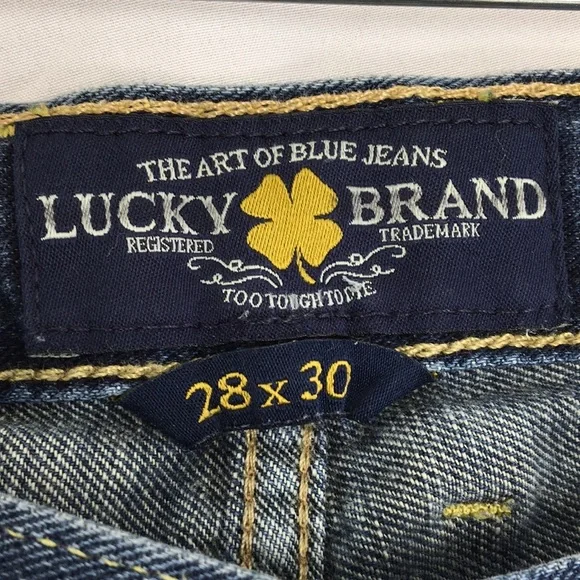 THE ART OF BLUE JEANS
LUCKY BRAND
REGISTERED TRADEMARK
TOO TOUGH TO DIE
28 x 30